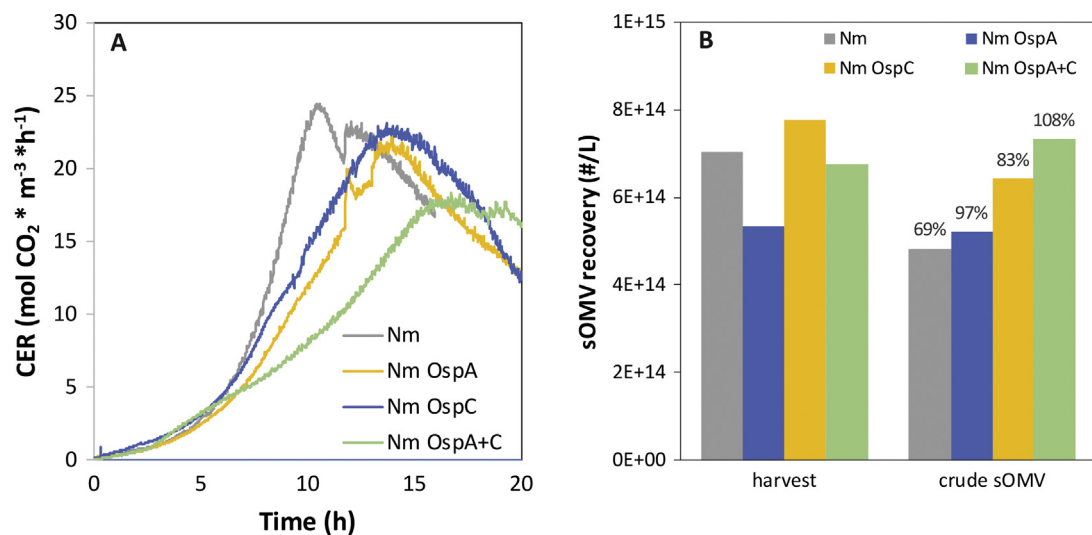 A
CER (mol CO₂* m⁻³ *h⁻¹)
30
25
20
15
10
5
0
0 5 10 15 20
Time (h)
Nm
Nm OspA
Nm OspC
Nm OspA+C
B
sOMV recovery (#/L)
1E+15
8E+14
6E+14
4E+14
2E+14
0E+00
Nm Nm OspA
Nm OspC Nm OspA+C
69% 97% 83% 108%
harvest crude sOMV